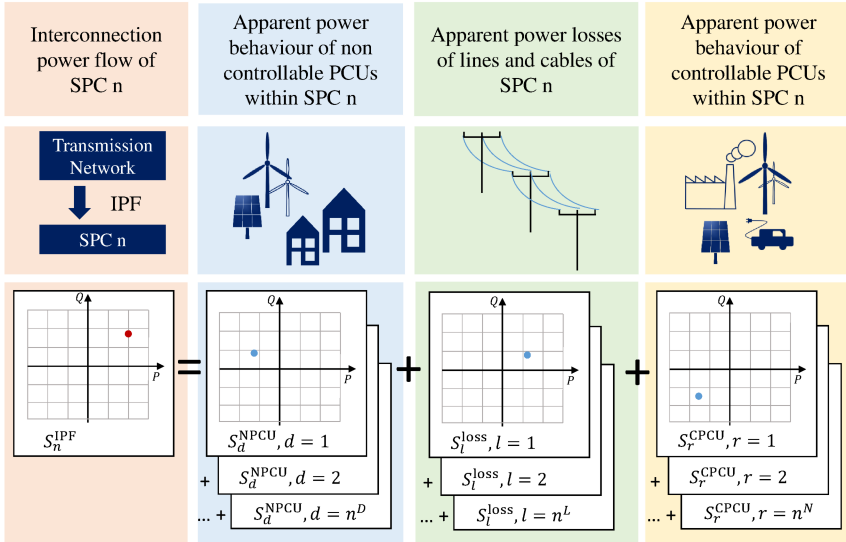 Interconnection
power flow of
SPC n
Apparent power
behaviour of non
controllable PCUs
within SPC n
Apparent power losses
of lines and cables of
SPC n
Apparent power
behaviour of
controllable PCUs
within SPC n
Transmission
Network
IPF
SPC n
Q
P
S_n^IPF
=
Q
P
S_d^NPCU, d = 1
+ S_d^NPCU, d = 2
... + S_d^NPCU, d = n^D
+
Q
P
S_l^loss, l = 1
+ S_l^loss, l = 2
... + S_l^loss, l = n^L
+
Q
P
S_r^CPCU, r = 1
+ S_r^CPCU, r = 2
... + S_r^CPCU, r = n^N